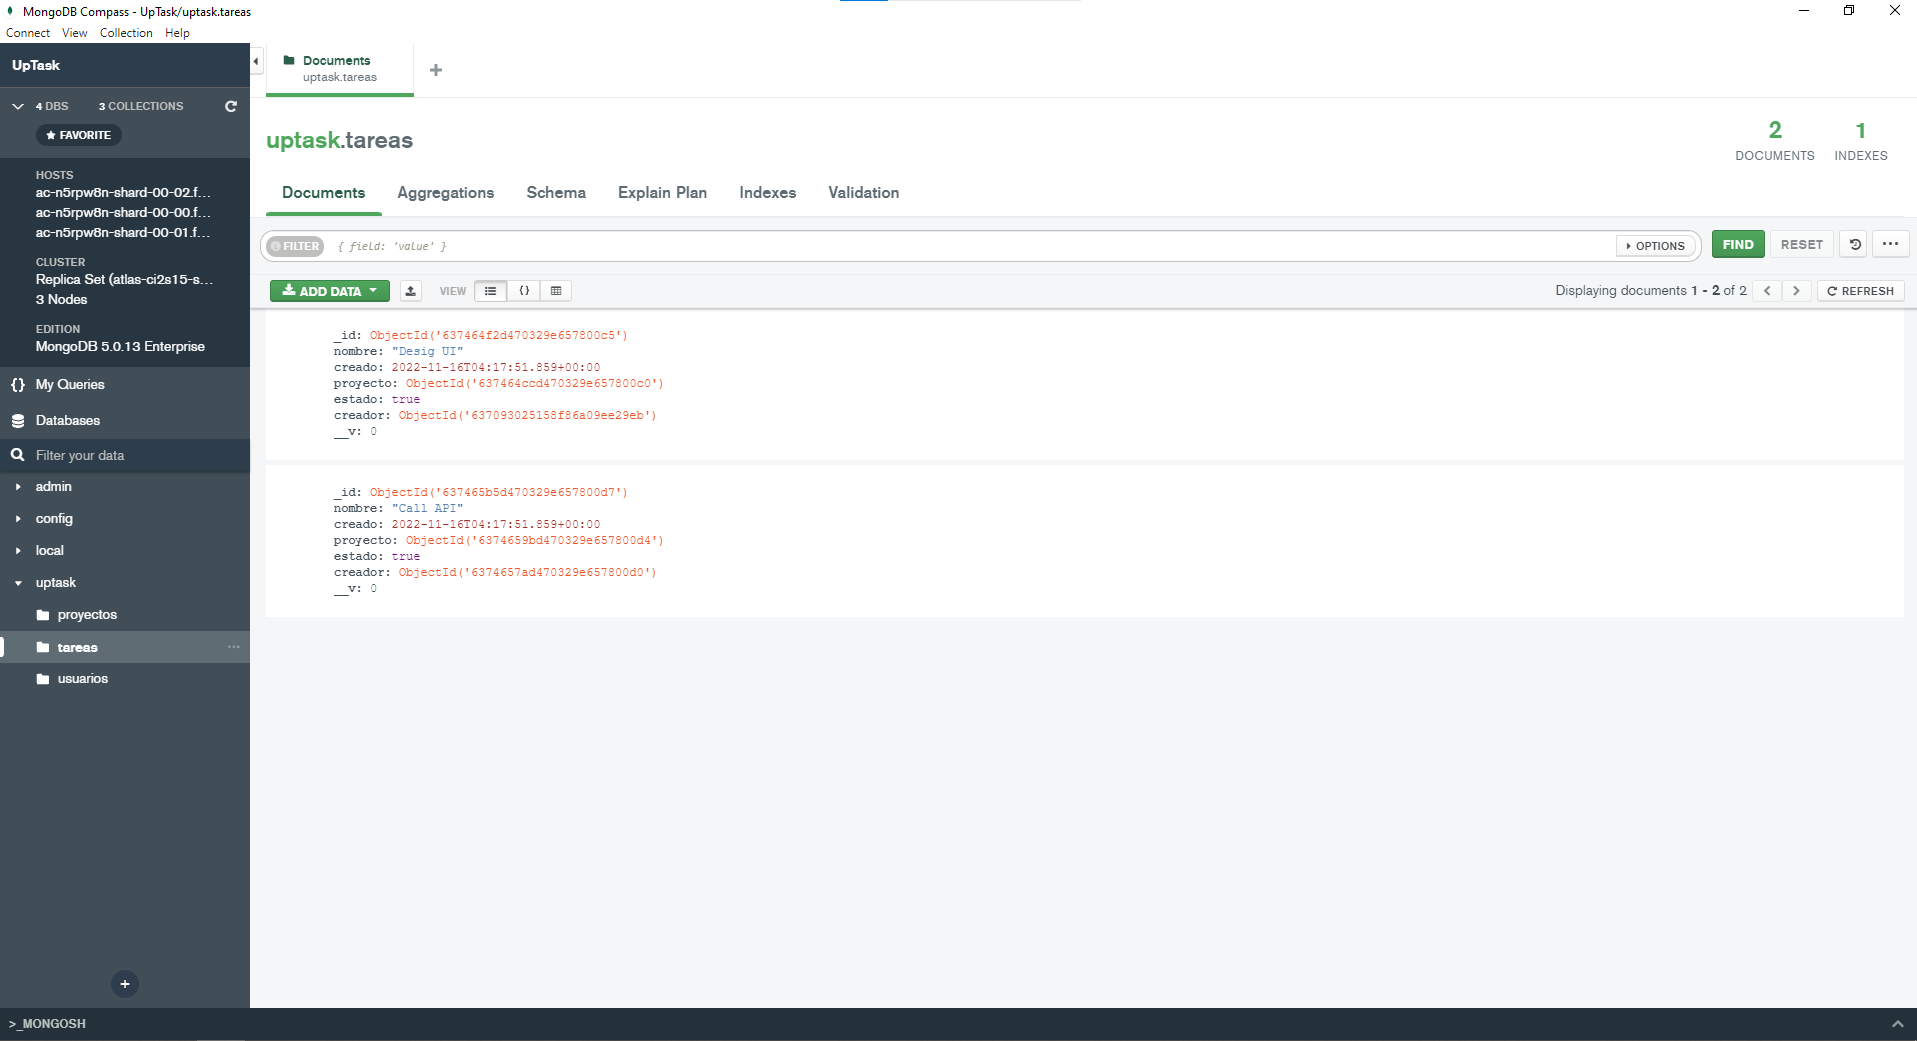 MongoDB Compass - UpTask/uptask.tareas
Connect View Collection Help
UpTask
4 DBS 3 COLLECTIONS
FAVORITE
HOSTS
ac-n5rpw8n-shard-00-02.f...
ac-n5rpw8n-shard-00-00.f...
ac-n5rpw8n-shard-00-01.f...
CLUSTER
Replica Set (atlas-ci2s15-s...
3 Nodes
EDITION
MongoDB 5.0.13 Enterprise
{} My Queries
Databases
Filter your data
admin
config
local
uptask
proyectos
tareas ...
usuarios
+
Documents
uptask.tareas
+
uptask.tareas
2
DOCUMENTS
1
INDEXES
Documents Aggregations Schema Explain Plan Indexes Validation
FILTER { field: 'value' } OPTIONS FIND RESET ...
ADD DATA VIEW {} Displaying documents 1 - 2 of 2 < > REFRESH
_id: ObjectId('637464f2d470329e657800c5')
nombre: "Desig UI"
creado: 2022-11-16T04:17:51.859+00:00
proyecto: ObjectId('637464ccd470329e657800c0')
estado: true
creador: ObjectId('637093025158f86a09ee29eb')
__v: 0
_id: ObjectId('637465b5d470329e657800d7')
nombre: "Call API"
creado: 2022-11-16T04:17:51.859+00:00
proyecto: ObjectId('6374659bd470329e657800d4')
estado: true
creador: ObjectId('6374657ad470329e657800d0')
__v: 0
>_MONGOSH